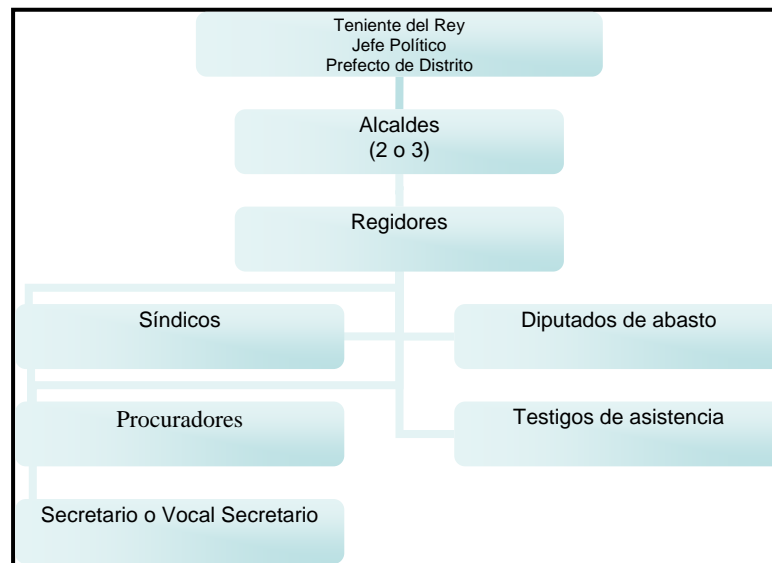 Teniente del Rey
Jefe Político
Prefecto de Distrito
Alcaldes
(2 o 3)
Regidores
Síndicos
Diputados de abasto
Procuradores
Testigos de asistencia
Secretario o Vocal Secretario